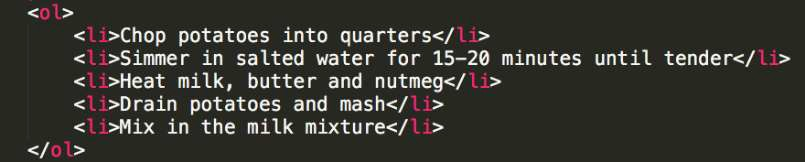 <ol>
<li>Chop potatoes into quarters</li>
<li>Simmer in salted water for 15-20 minutes until tender</li>
<li>Heat milk, butter and nutmeg</li>
<li>Drain potatoes and mash</li>
<li>Mix in the milk mixture</li>
</ol>